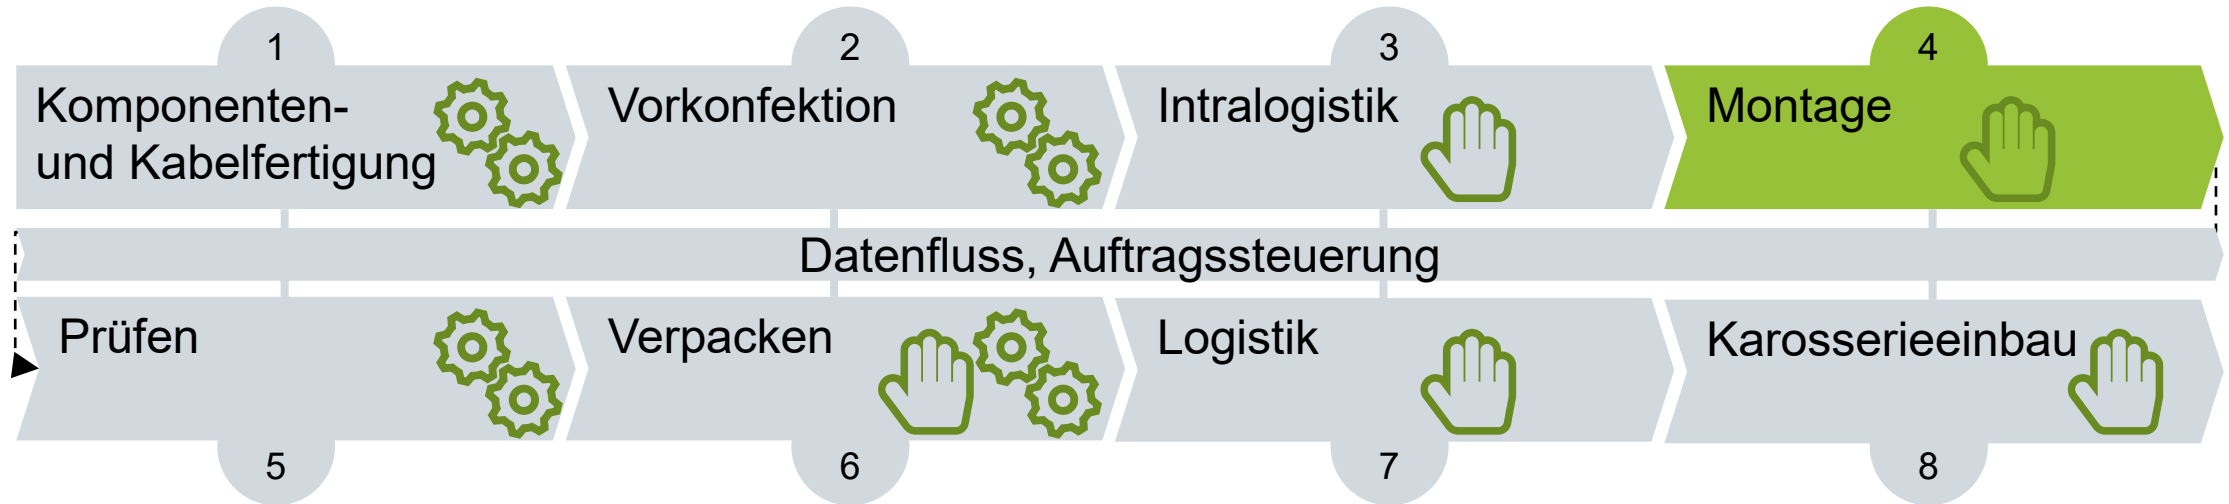 1
Komponenten-
und Kabelfertigung
2
Vorkonfektion
3
Intralogistik
4
Montage
Datenfluss, Auftragssteuerung
Prüfen
5
Verpacken
6
Logistik
7
Karosserieeinbau
8